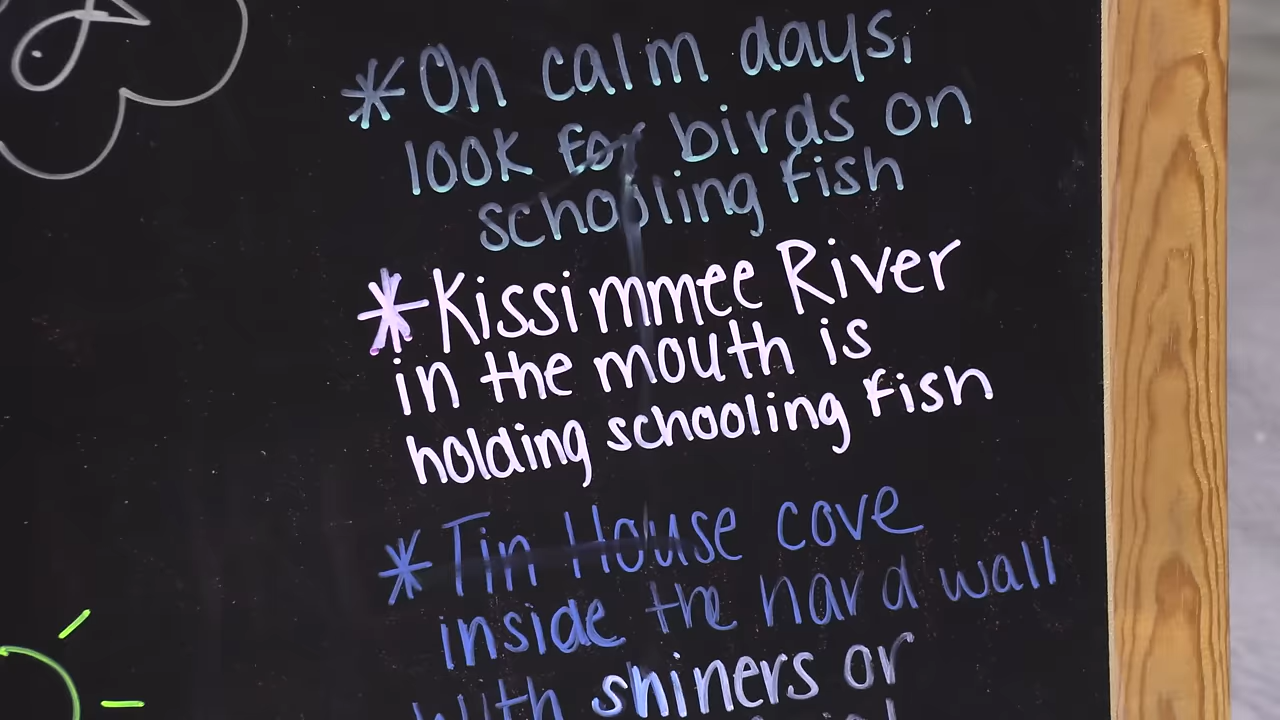 *On calm days,
look for birds on
schooling fish
*Kissimmee River
in the mouth is
holding schooling fish
*Tin House cove
inside the hard wall
with shiners or